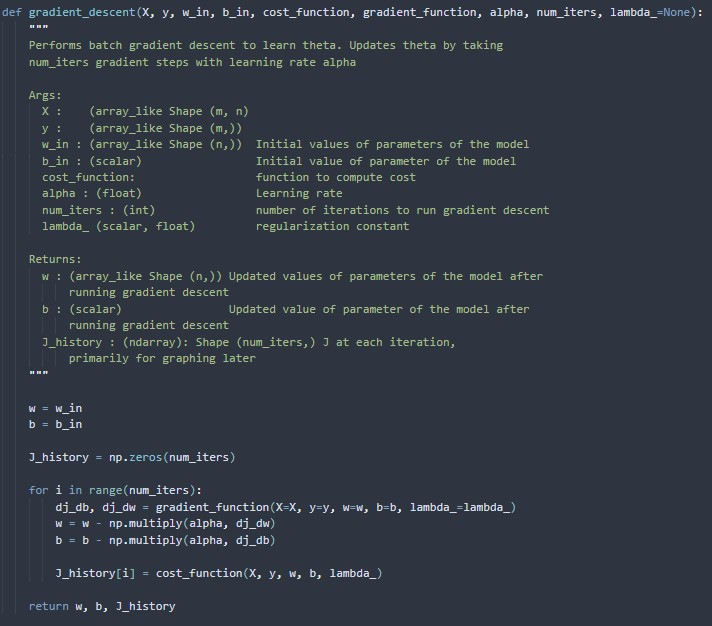 def gradient_descent(X, y, w_in, b_in, cost_function, gradient_function, alpha, num_iters, lambda_=None):
"""
Performs batch gradient descent to learn theta. Updates theta by taking
num_iters gradient steps with learning rate alpha
Args:
X :    (array_like Shape (m, n)
y :    (array_like Shape (m,))
w_in : (array_like Shape (n,))  Initial values of parameters of the model
b_in : (scalar)                 Initial value of parameter of the model
cost_function:                  function to compute cost
alpha : (float)                 Learning rate
num_iters : (int)               number of iterations to run gradient descent
lambda_ (scalar, float)         regularization constant
Returns:
w : (array_like Shape (n,)) Updated values of parameters of the model after
running gradient descent
b : (scalar)                Updated value of parameter of the model after
running gradient descent
J_history : (ndarray): Shape (num_iters,) J at each iteration,
primarily for graphing later
"""
w = w_in
b = b_in
J_history = np.zeros(num_iters)
for i in range(num_iters):
dj_db, dj_dw = gradient_function(X=X, y=y, w=w, b=b, lambda_=lambda_)
w = w - np.multiply(alpha, dj_dw)
b = b - np.multiply(alpha, dj_db)
J_history[i] = cost_function(X, y, w, b, lambda_)
return w, b, J_history